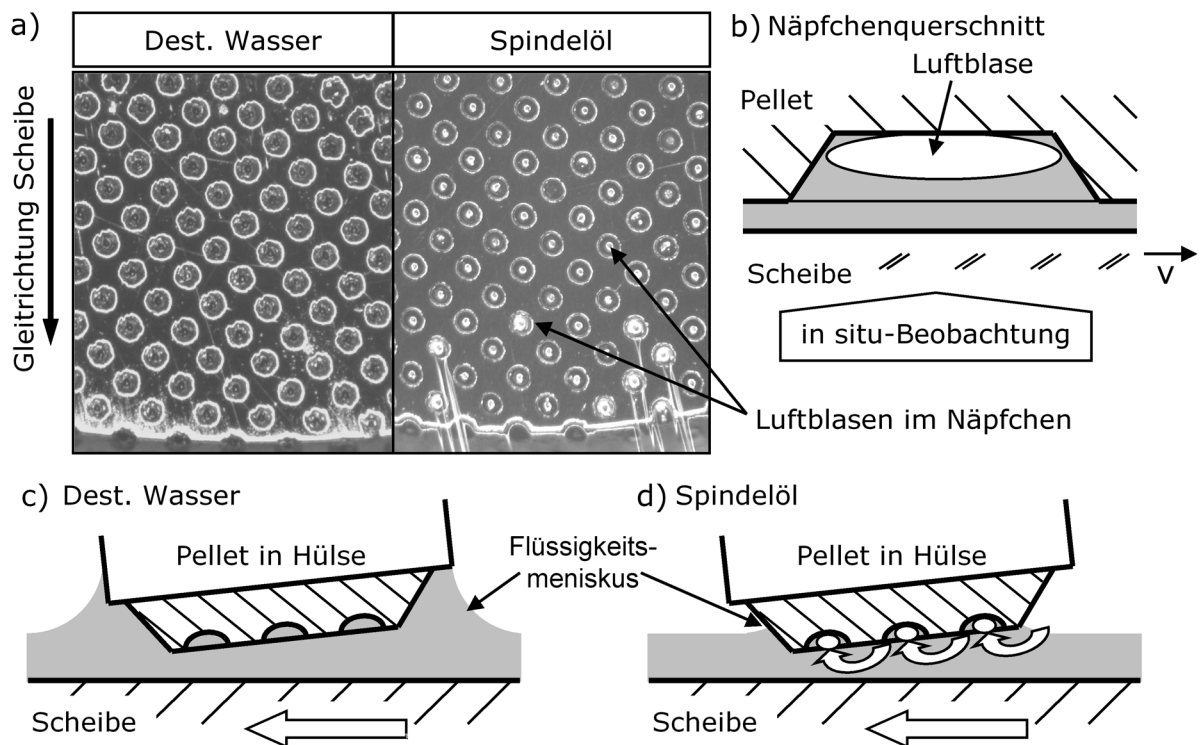 a)
Dest. Wasser
Spindelöl
Gleitrichtung Scheibe
b) Näpfchenquerschnitt
Luftblase
Pellet
Scheibe
v
in situ-Beobachtung
Luftblasen im Näpfchen
c) Dest. Wasser
Pellet in Hülse
Flüssigkeits-
meniskus
Scheibe
d) Spindelöl
Pellet in Hülse
Scheibe